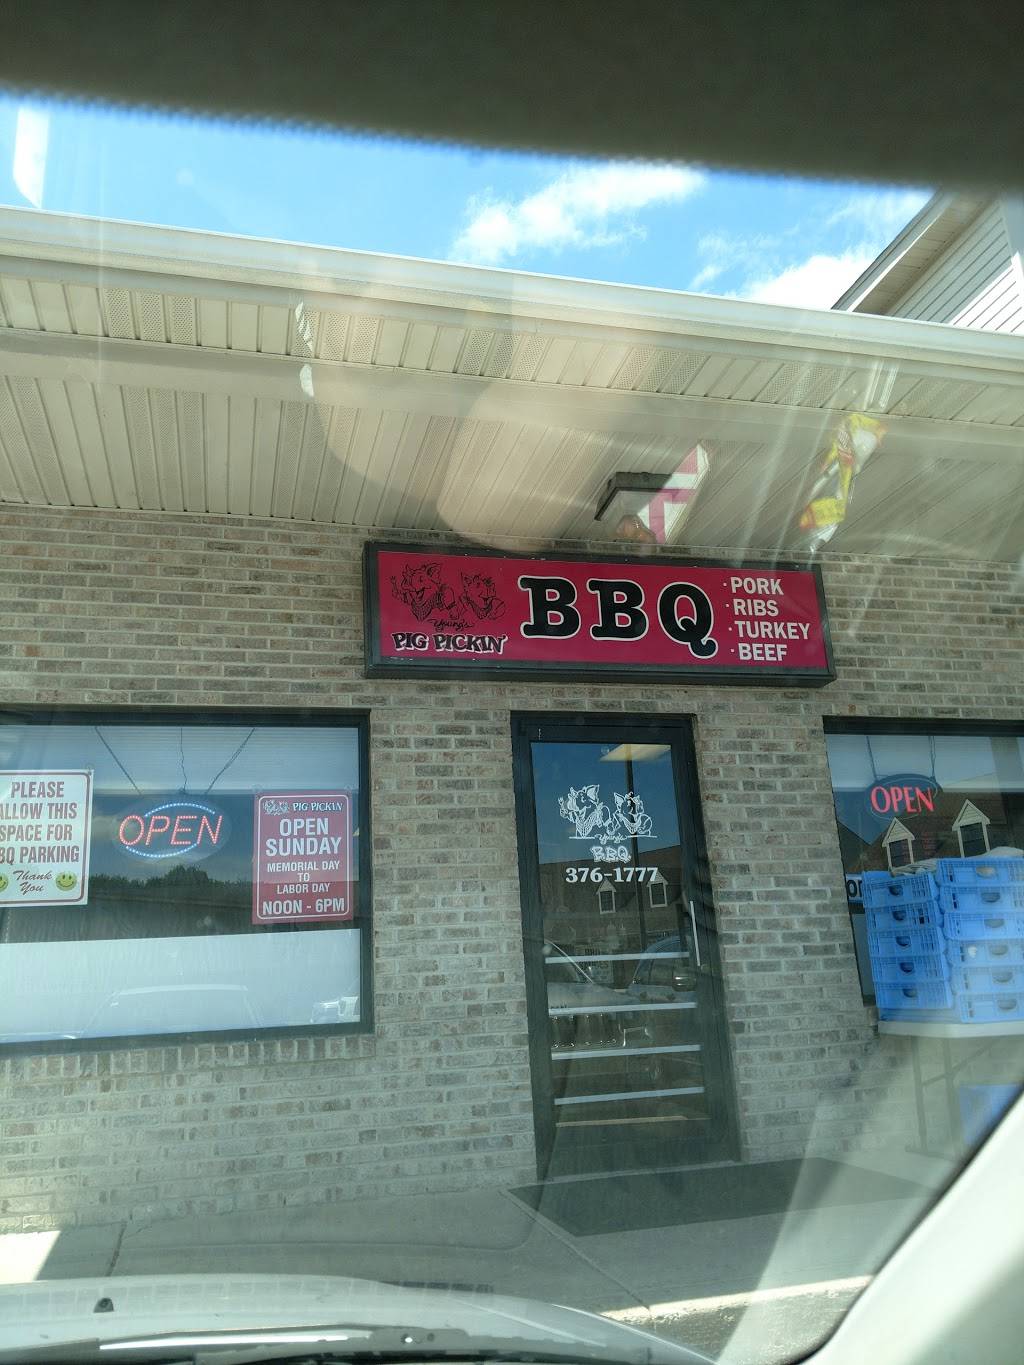 Young's
PIG PICKIN'
BBQ
· PORK
· RIBS
· TURKEY
· BEEF
PLEASE
ALLOW THIS
SPACE FOR
BQ PARKING
Thank
You
OPEN
PIG PICKIN
OPEN
SUNDAY
MEMORIAL DAY
TO
LABOR DAY
NOON - 6PM
Young's
BBQ
376-1777
OPEN